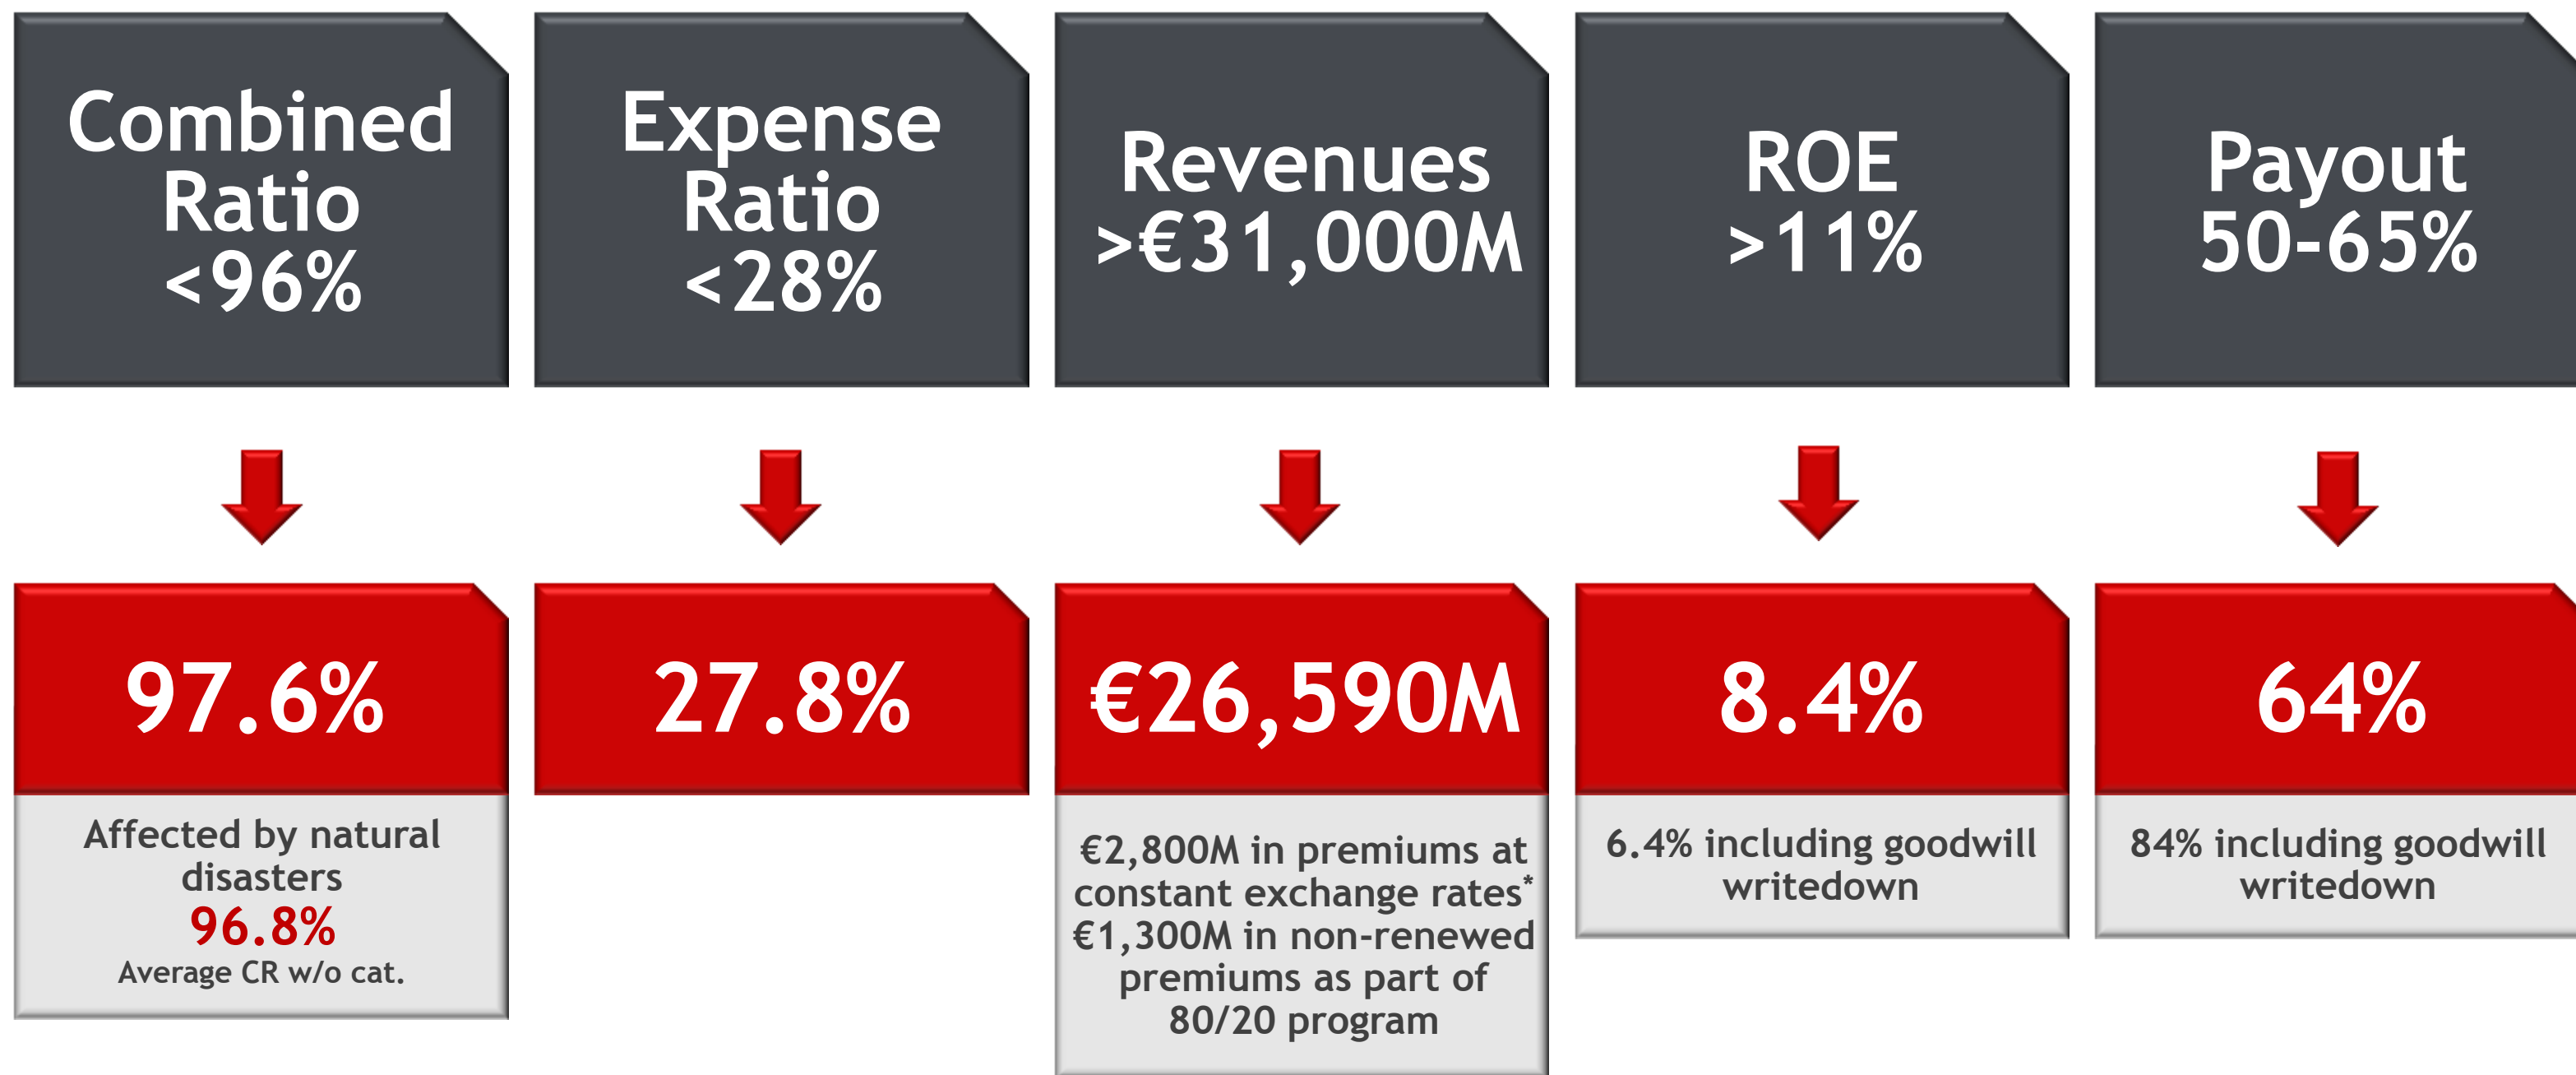 Combined
Ratio
<96%
Expense
Ratio
<28%
Revenues
>€31,000M
ROE
>11%
Payout
50-65%
97.6%
27.8%
€26,590M
8.4%
64%
Affected by natural
disasters
96.8%
Average CR w/o cat.
€2,800M in premiums at
constant exchange rates*
€1,300M in non-renewed
premiums as part of
80/20 program
6.4% including goodwill
writedown
84% including goodwill
writedown